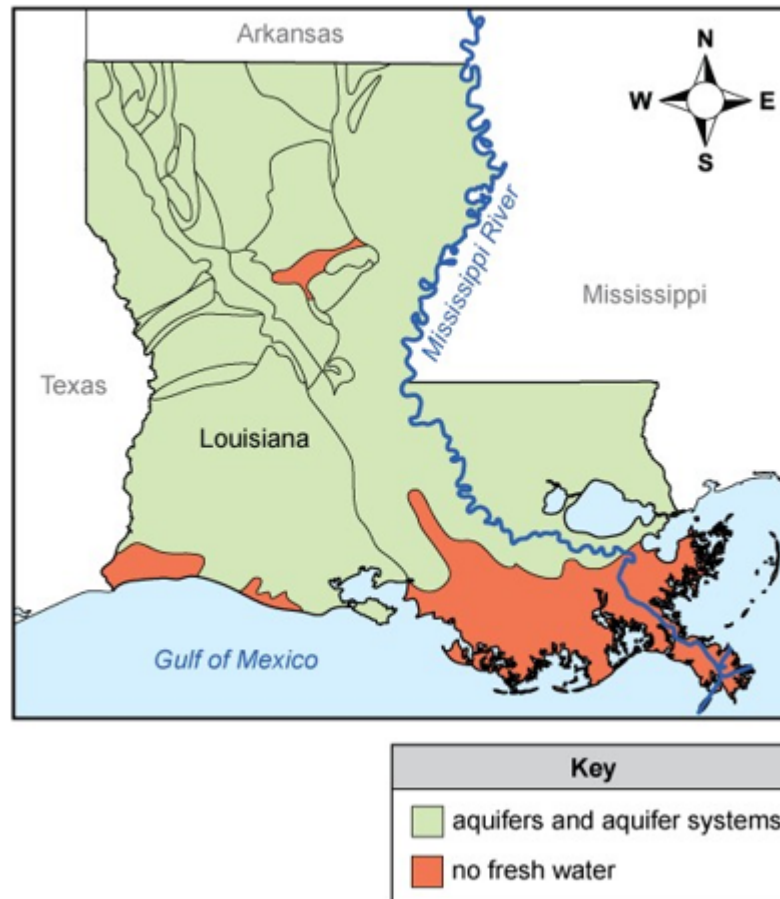 Arkansas
N
W E
S
Mississippi River
Mississippi
Texas
Louisiana
Gulf of Mexico
Key
aquifers and aquifer systems
no fresh water